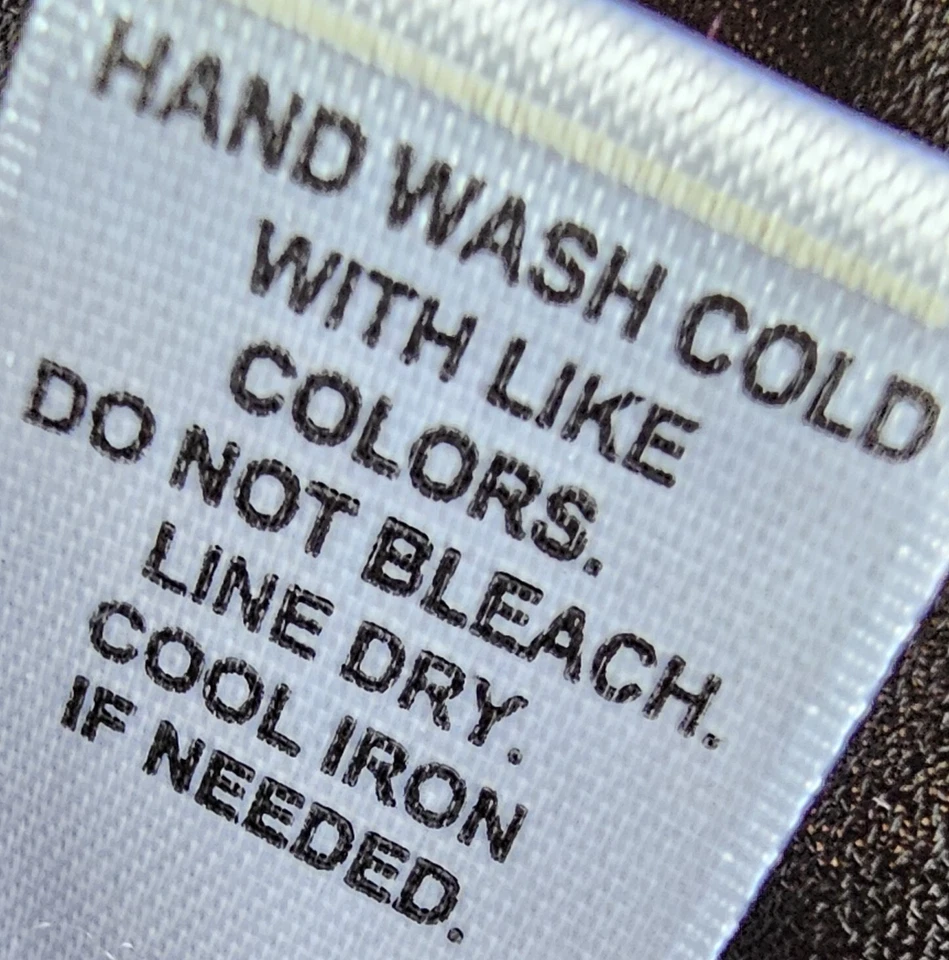 HAND WASH COLD
WITH LIKE
COLORS.
DO NOT BLEACH.
LINE DRY.
COOL IRON
IF NEEDED.